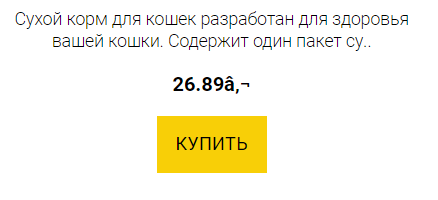 Сухой корм для кошек разработан для здоровья
вашей кошки. Содержит один пакет су..
26.89â‚¬
КУПИТЬ